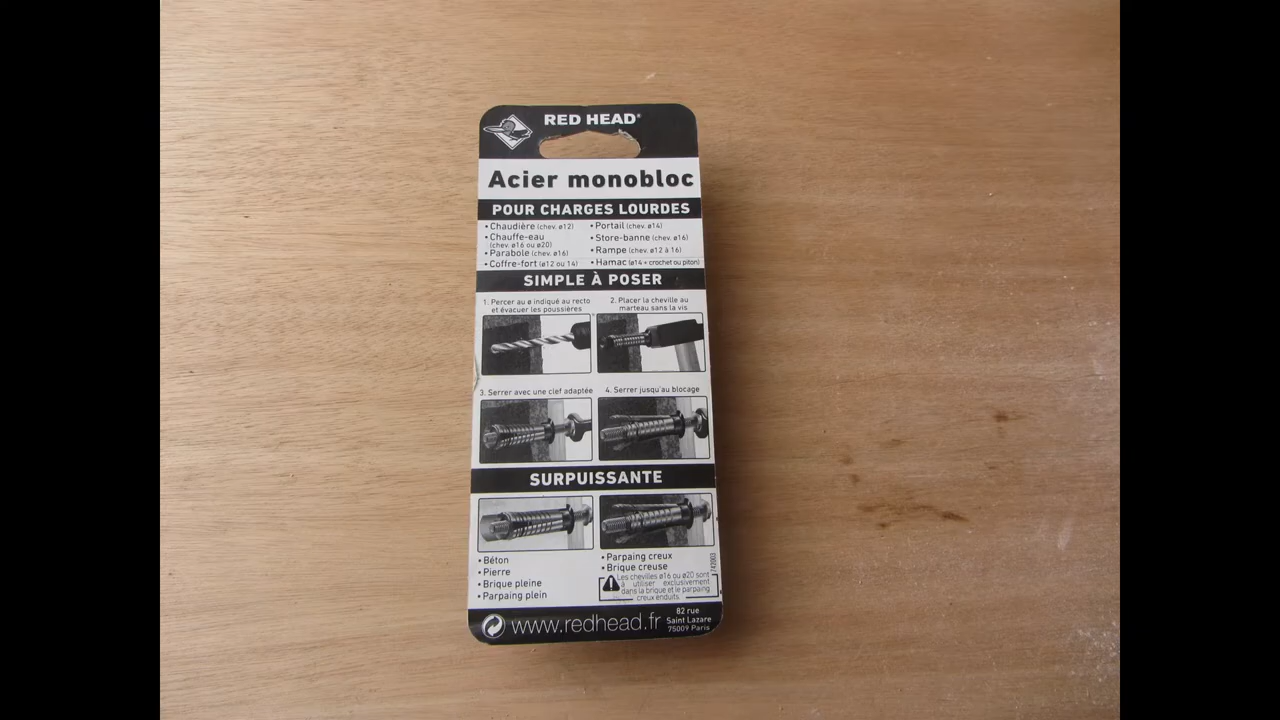 RED HEAD®
Acier monobloc
POUR CHARGES LOURDES
• Chaudière (chev. ø12)
• Chauffe-eau
(chev. ø16 ou ø20)
• Parabole (chev. ø16)
• Coffre-fort (ø12 ou 14)
• Portail (chev. ø14)
• Store-banne (chev. ø16)
• Rampe (chev. ø12 à 16)
• Hamac (ø14 + crochet ou piton)
SIMPLE À POSER
1. Percer au ø indiqué au recto
et évacuer les poussières
2. Placer la cheville au
marteau sans la vis
3. Serrer avec une clef adaptée
4. Serrer jusqu'au blocage
SURPUISSANTE
• Béton
• Pierre
• Brique pleine
• Parpaing plein
• Parpaing creux
• Brique creuse
Les chevilles ø16 ou ø20 sont
à utiliser exclusivement
dans la brique et le parpaing
creux enduits.
www.redhead.fr
82 rue
Saint Lazare
75009 Paris